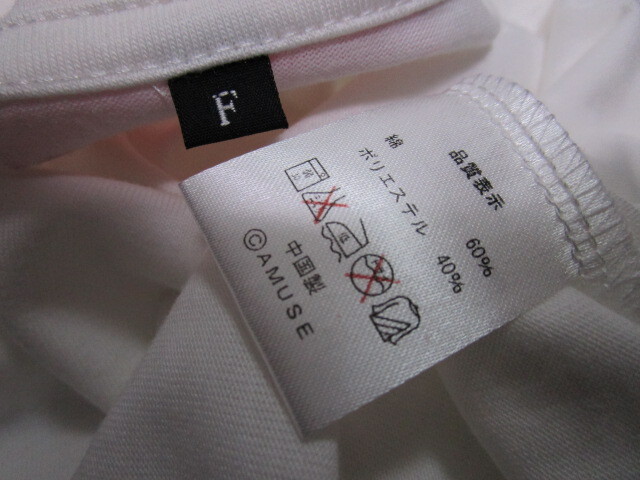 F
品質表示
綿 60%
ポリエステル 40%
中国製
©AMUSE